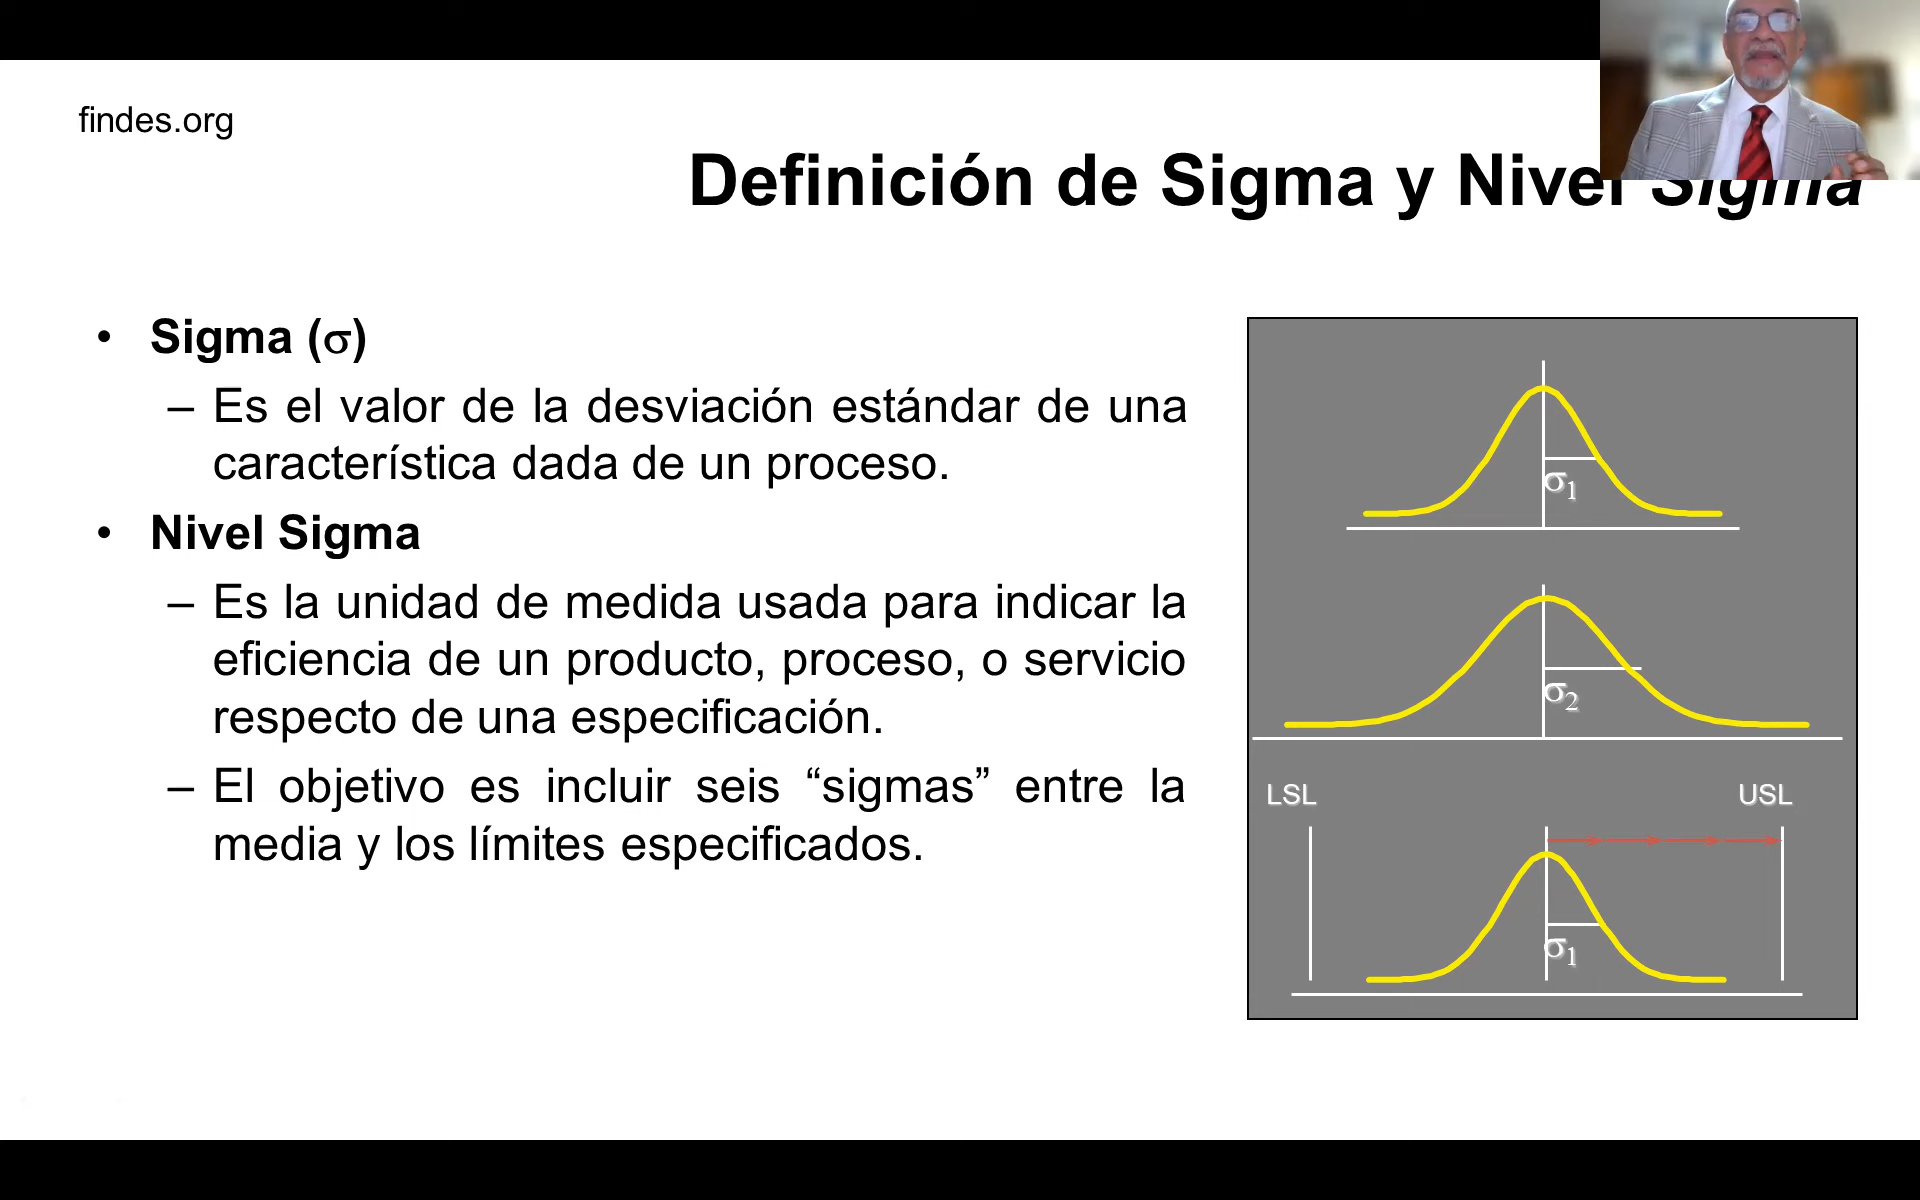 findes.org
Definición de Sigma y Nivel Sigma
• Sigma (σ)
– Es el valor de la desviación estándar de una
característica dada de un proceso.
• Nivel Sigma
– Es la unidad de medida usada para indicar la
eficiencia de un producto, proceso, o servicio
respecto de una especificación.
– El objetivo es incluir seis “sigmas” entre la
media y los límites especificados.
σ1
σ2
LSL USL
σ1